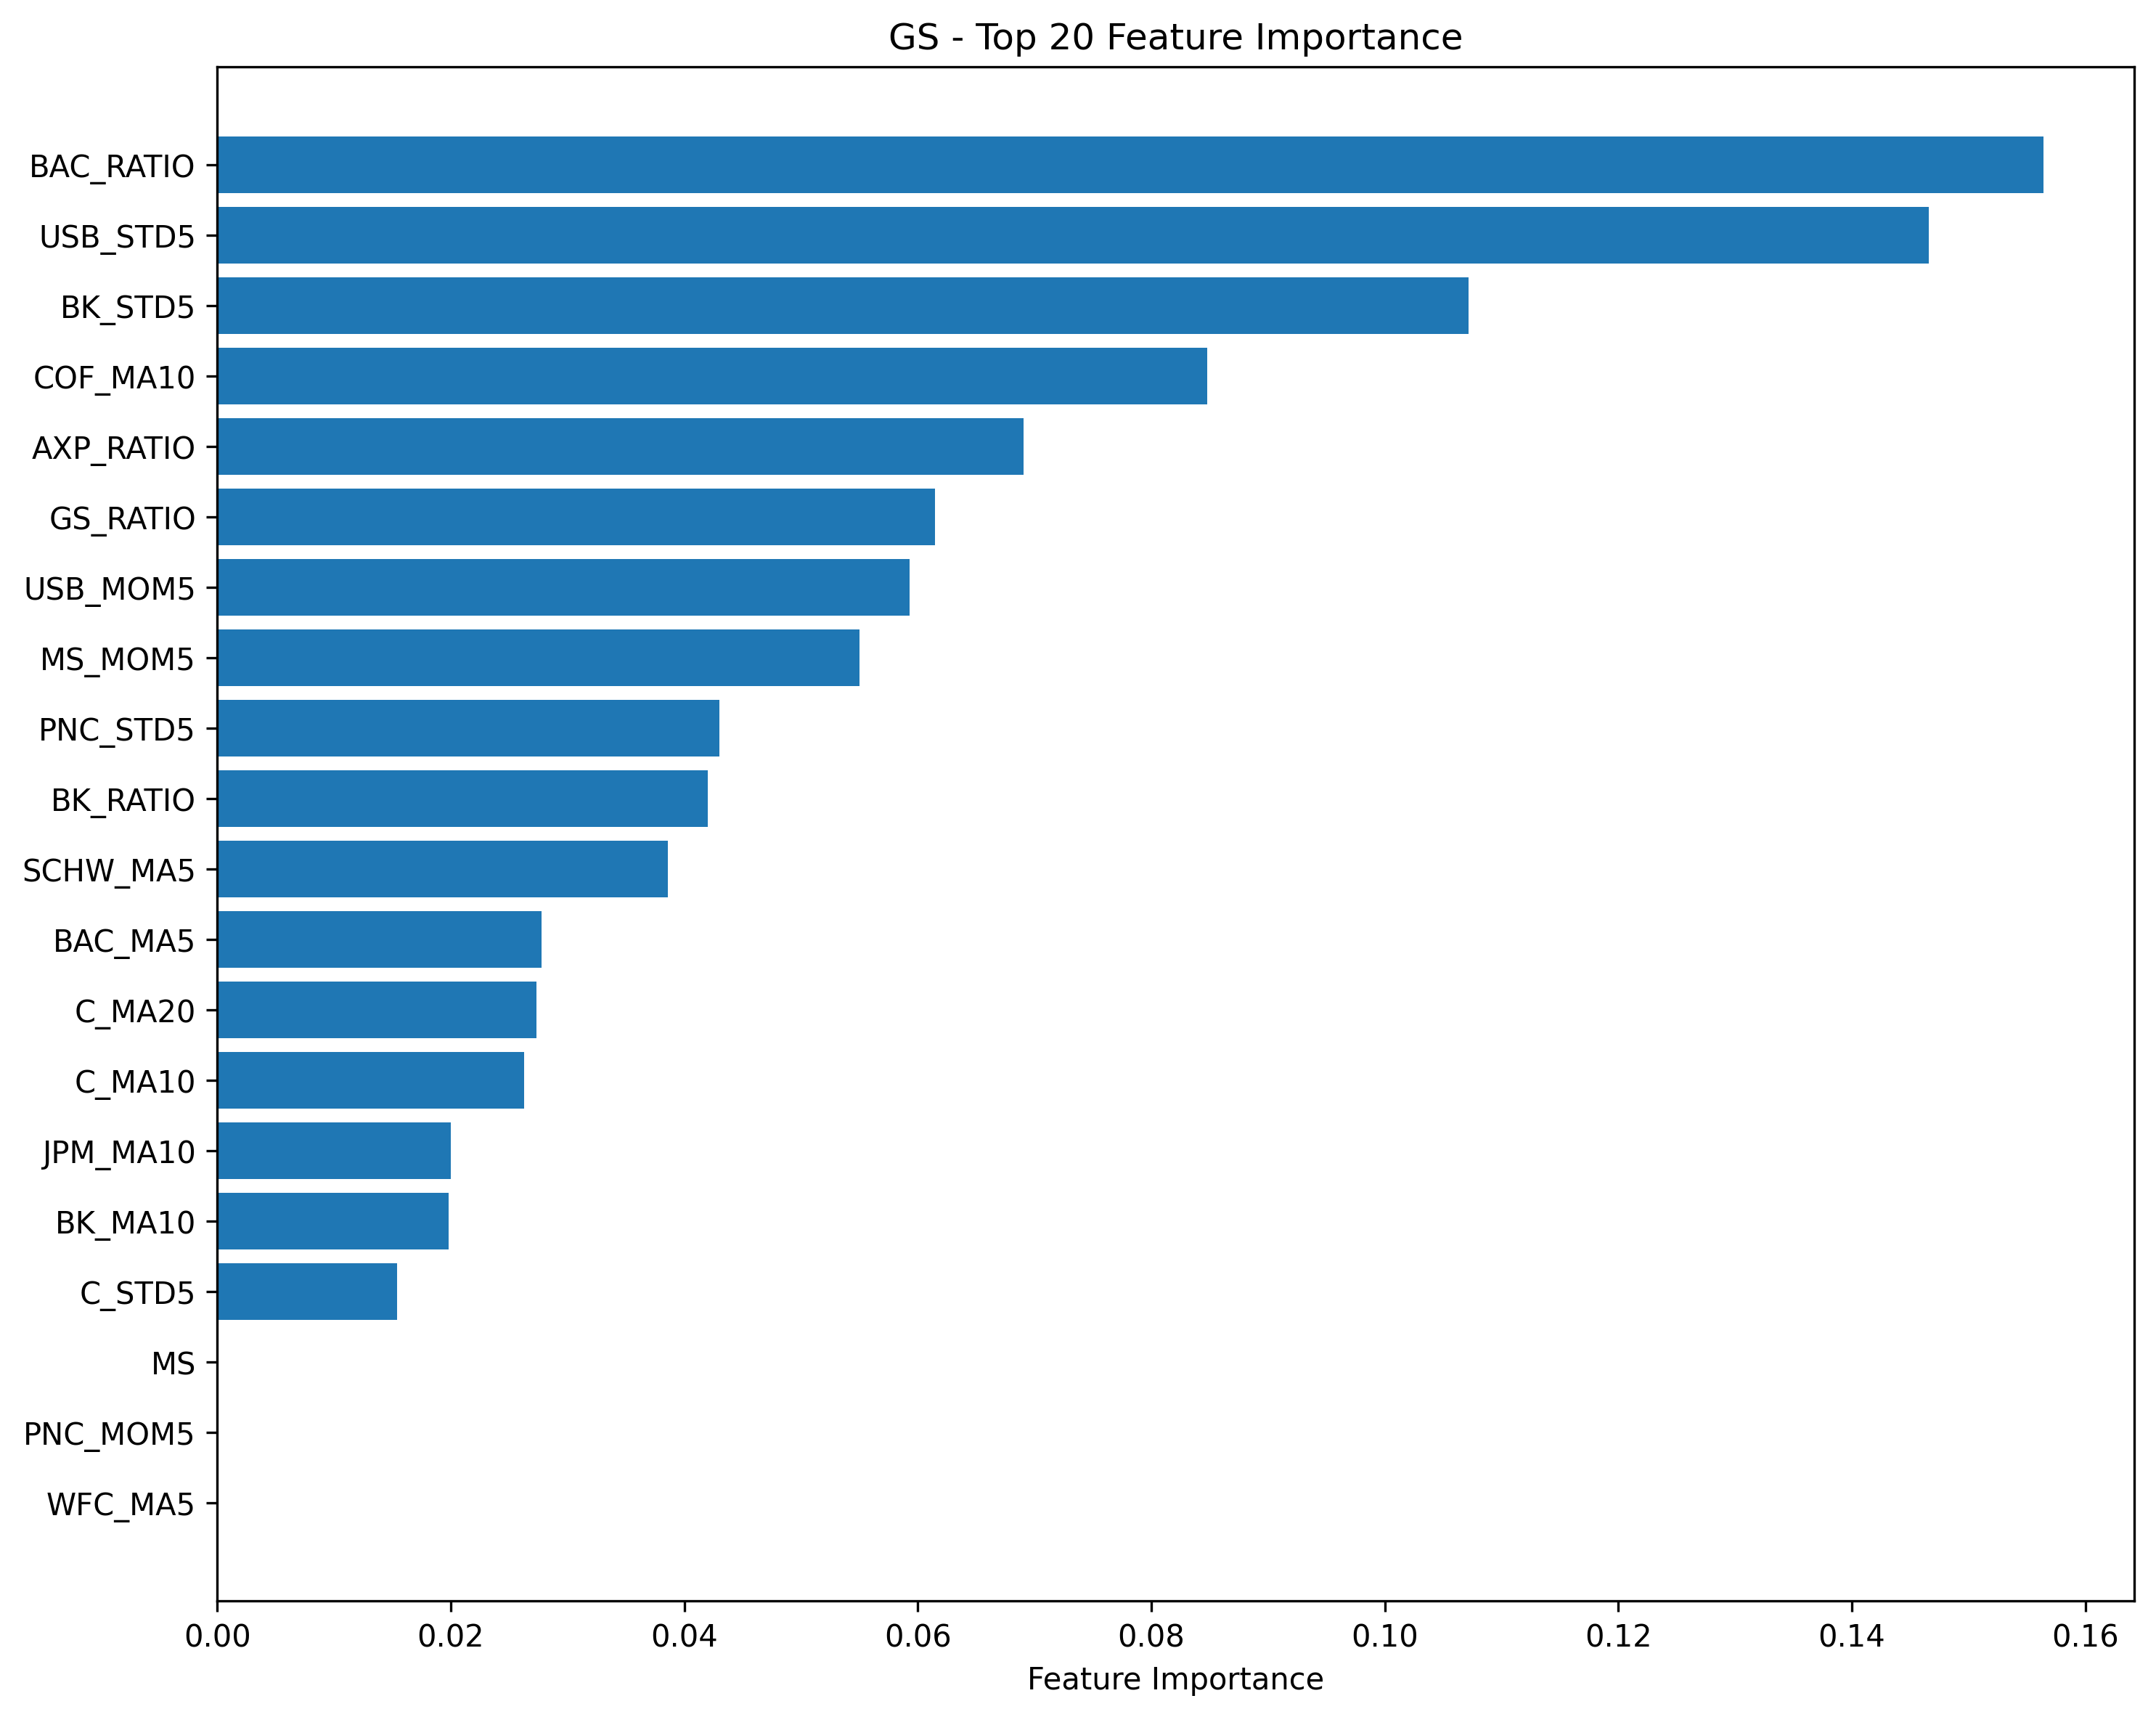 GS - Top 20 Feature Importance
BAC_RATIO
USB_STD5
BK_STD5
COF_MA10
AXP_RATIO
GS_RATIO
USB_MOM5
MS_MOM5
PNC_STD5
BK_RATIO
SCHW_MA5
BAC_MA5
C_MA20
C_MA10
JPM_MA10
BK_MA10
C_STD5
MS
PNC_MOM5
WFC_MA5
0.00 0.02 0.04 0.06 0.08 0.10 0.12 0.14 0.16
Feature Importance